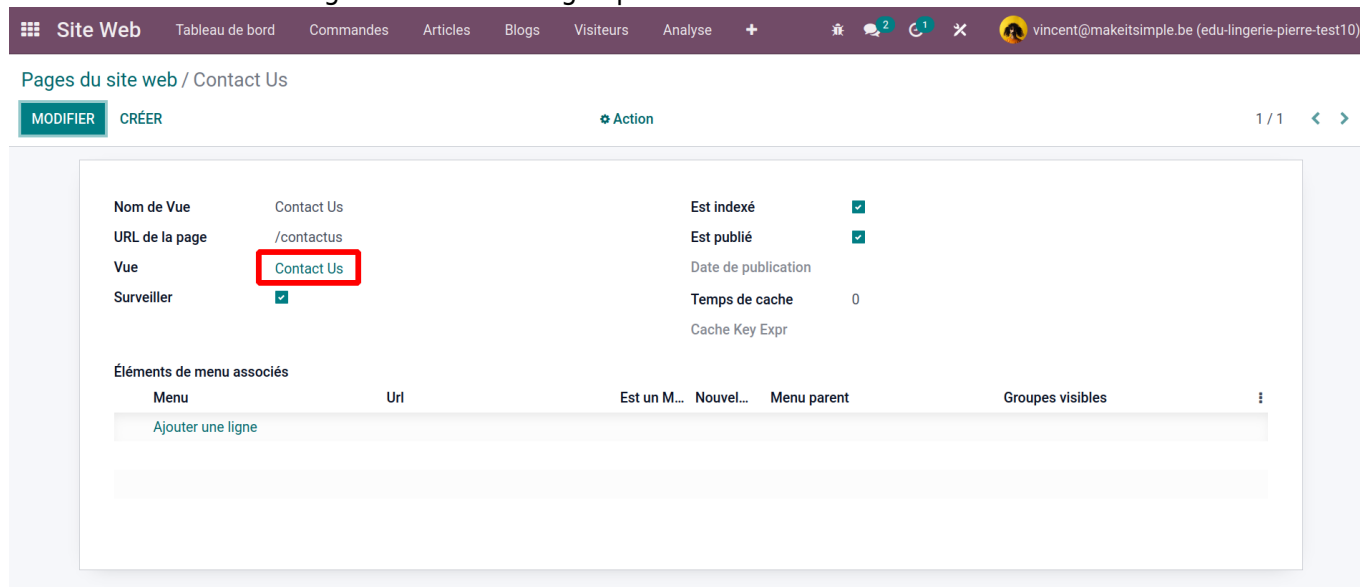 Site Web Tableau de bord Commandes Articles Blogs Visiteurs Analyse + 2 1 vincent@makeitsimple.be (edu-lingerie-pierre-test10)
Pages du site web / Contact Us
MODIFIER CRÉER Action 1 / 1
Nom de Vue Contact Us Est indexé
URL de la page /contactus Est publié
Vue Contact Us Date de publication
Surveiller Temps de cache 0
Cache Key Expr
Éléments de menu associés
Menu Url Est un M... Nouvel... Menu parent Groupes visibles
Ajouter une ligne